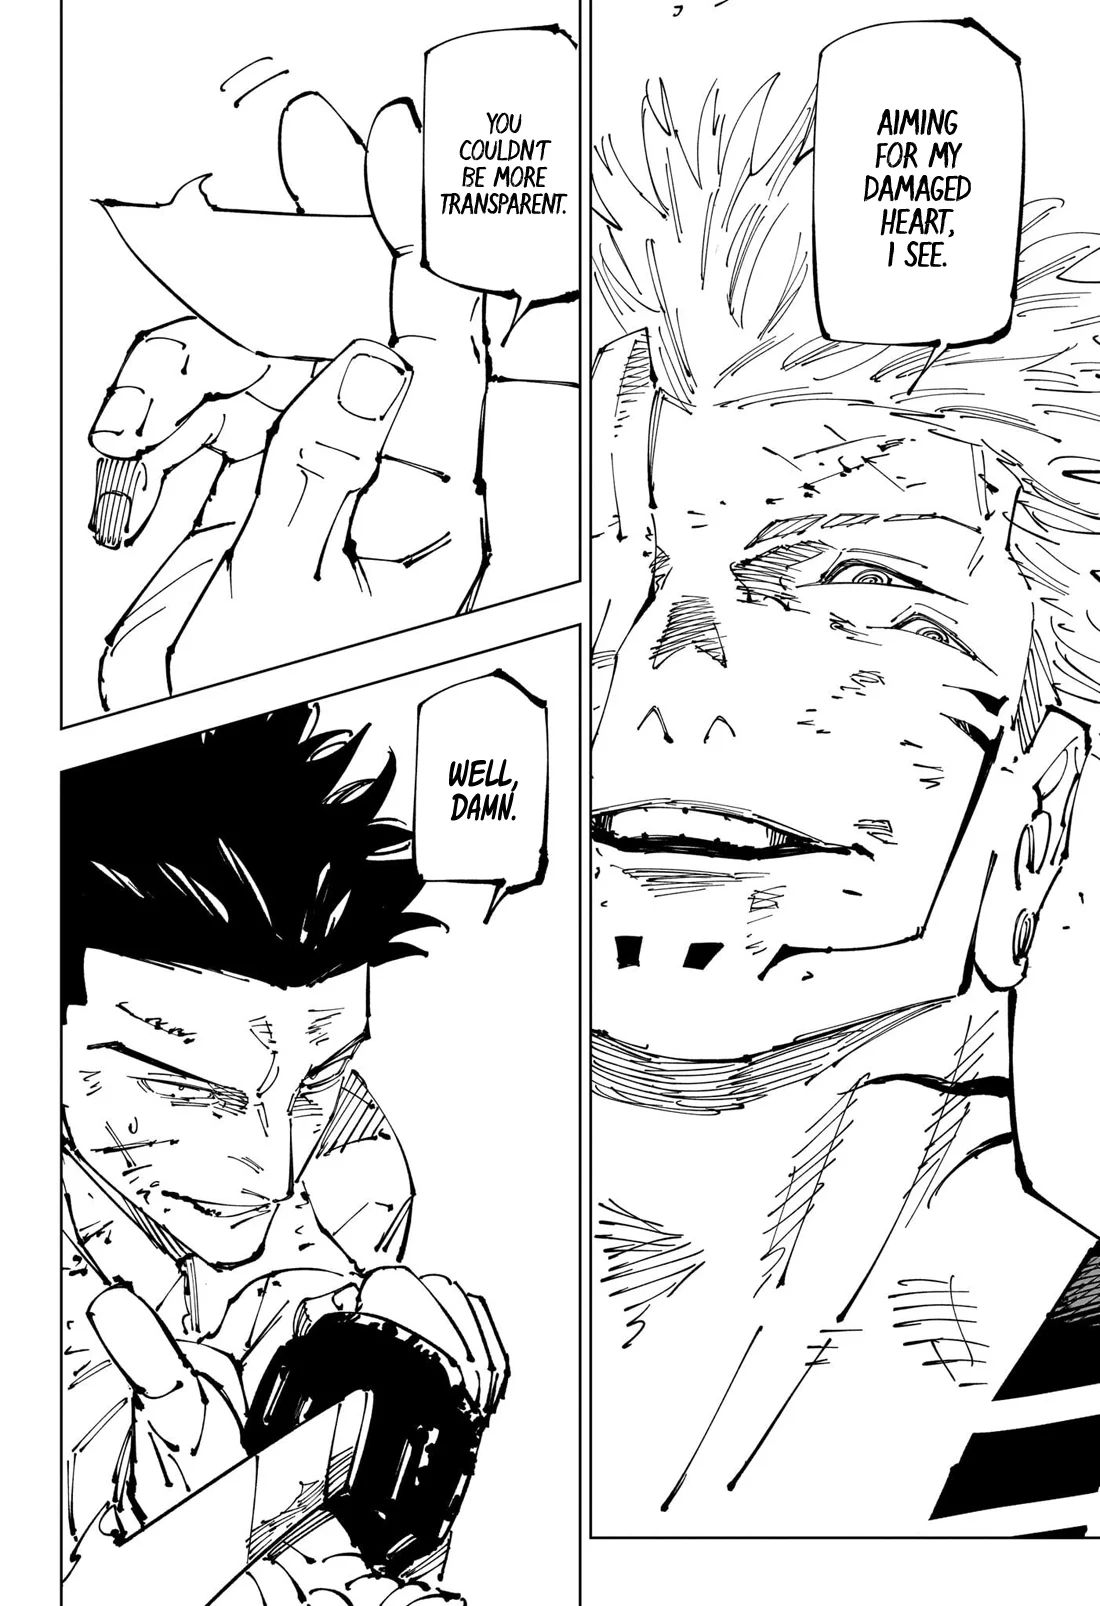 AIMING
FOR MY
DAMAGED
HEART,
I SEE.
YOU
COULDN'T
BE MORE
TRANSPARENT.
WELL,
DAMN.